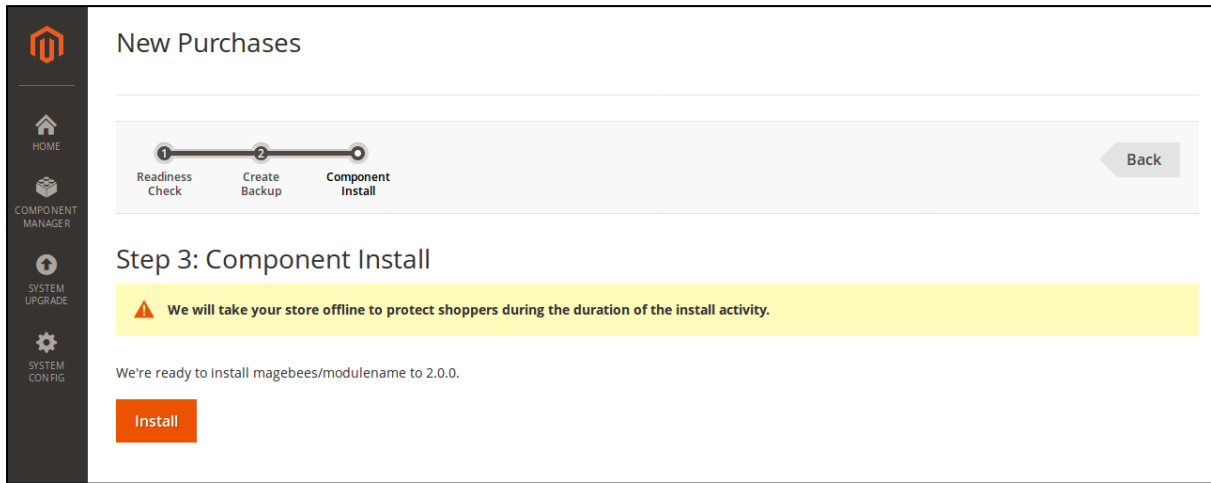 New Purchases
HOME
COMPONENT
MANAGER
SYSTEM
UPGRADE
SYSTEM
CONFIG
1
2
Readiness
Check
Create
Backup
Component
Install
Back
Step 3: Component Install
We will take your store offline to protect shoppers during the duration of the install activity.
We're ready to install magebees/modulename to 2.0.0.
Install